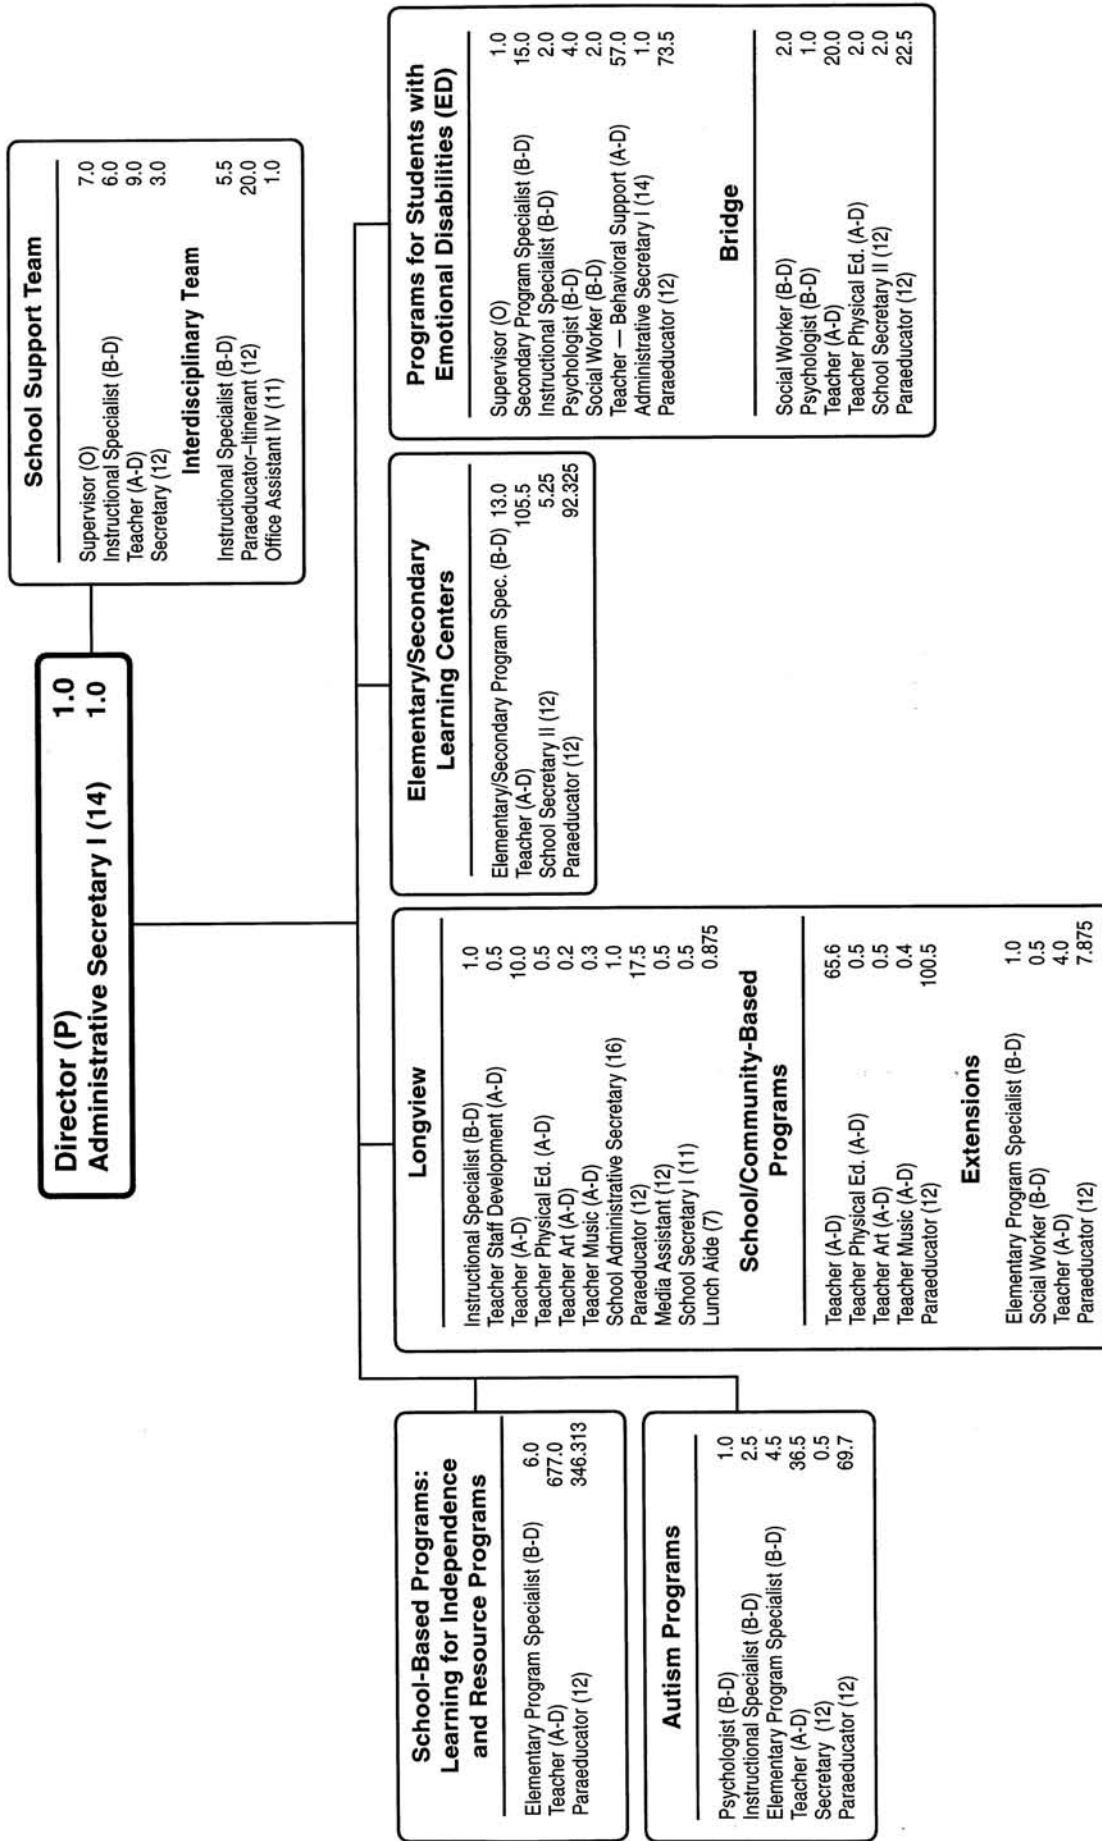 Director (P) 1.0
Administrative Secretary I (14) 1.0
School Support Team
Supervisor (O) 7.0
Instructional Specialist (B-D) 6.0
Teacher (A-D) 9.0
Secretary (12) 3.0
Interdisciplinary Team
Instructional Specialist (B-D) 5.5
Paraeducator–Itinerant (12) 20.0
Office Assistant IV (11) 1.0
School-Based Programs:
Learning for Independence
and Resource Programs
Elementary Program Specialist (B-D) 6.0
Teacher (A-D) 677.0
Paraeducator (12) 346.313
Autism Programs
Psychologist (B-D) 1.0
Instructional Specialist (B-D) 2.5
Elementary Program Specialist (B-D) 4.5
Teacher (A-D) 36.5
Secretary (12) 0.5
Paraeducator (12) 69.7
Longview
Instructional Specialist (B-D) 1.0
Teacher Staff Development (A-D) 0.5
Teacher (A-D) 10.0
Teacher Physical Ed. (A-D) 0.5
Teacher Art (A-D) 0.2
Teacher Music (A-D) 0.3
School Administrative Secretary (16) 1.0
Paraeducator (12) 17.5
Media Assistant (12) 0.5
School Secretary I (11) 0.5
Lunch Aide (7) 0.875
School/Community-Based
Programs
Teacher (A-D) 65.6
Teacher Physical Ed. (A-D) 0.5
Teacher Art (A-D) 0.5
Teacher Music (A-D) 0.4
Paraeducator (12) 100.5
Extensions
Elementary Program Specialist (B-D) 1.0
Social Worker (B-D) 0.5
Teacher (A-D) 4.0
Paraeducator (12) 7.875
Elementary/Secondary
Learning Centers
Elementary/Secondary Program Spec. (B-D) 13.0
Teacher (A-D) 105.5
School Secretary II (12) 5.25
Paraeducator (12) 92.325
Programs for Students with
Emotional Disabilities (ED)
Supervisor (O) 1.0
Secondary Program Specialist (B-D) 15.0
Instructional Specialist (B-D) 2.0
Psychologist (B-D) 4.0
Social Worker (B-D) 2.0
Teacher — Behavioral Support (A-D) 57.0
Administrative Secretary I (14) 1.0
Paraeducator (12) 73.5
Bridge
Social Worker (B-D) 2.0
Psychologist (B-D) 1.0
Teacher (A-D) 20.0
Teacher Physical Ed. (A-D) 2.0
School Secretary II (12) 2.0
Paraeducator (12) 22.5